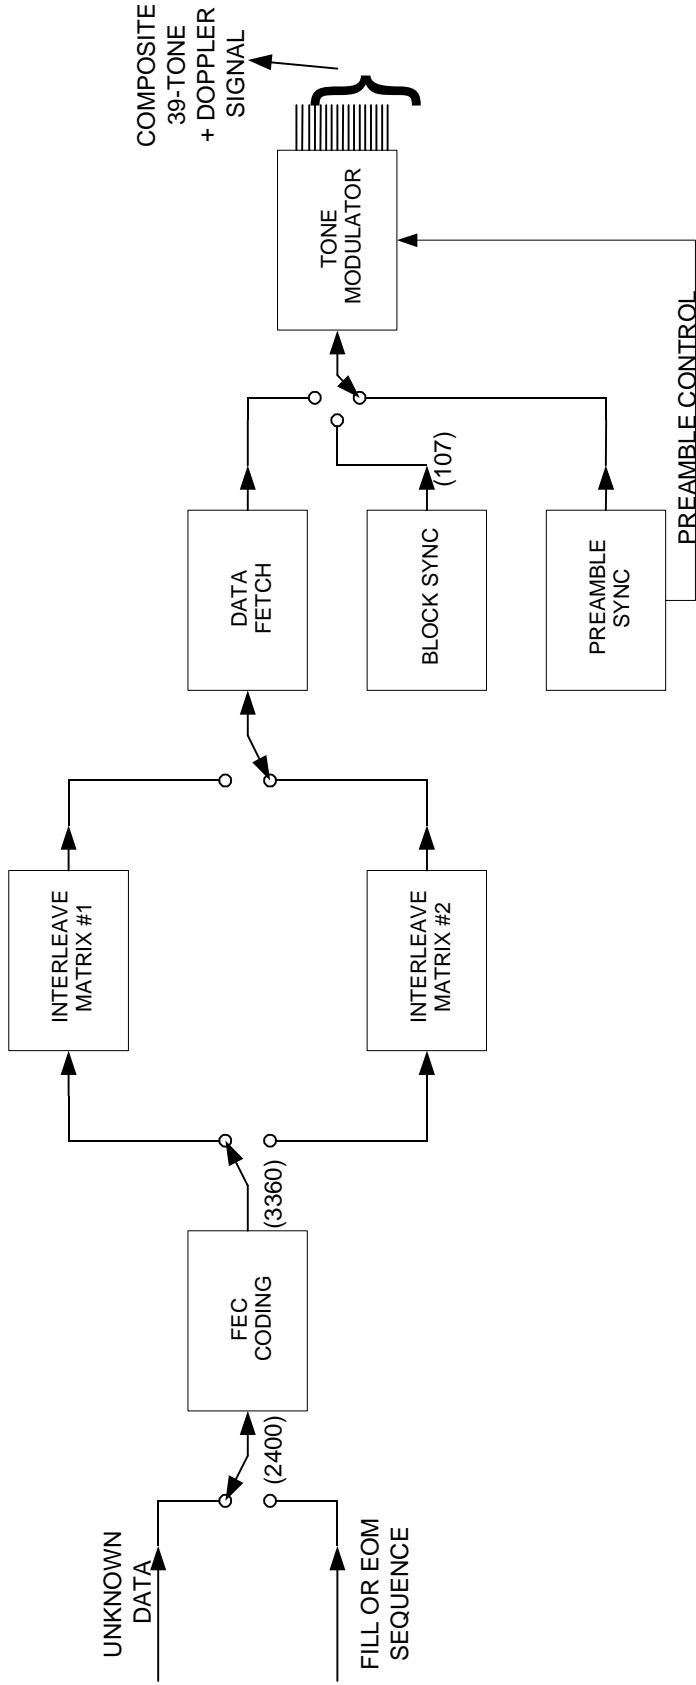 UNKNOWN
DATA
FILL OR EOM
SEQUENCE
(2400)
FEC
CODING
(3360)
INTERLEAVE
MATRIX #1
INTERLEAVE
MATRIX #2
DATA
FETCH
BLOCK SYNC
(107)
PREAMBLE
SYNC
PREAMBLE CONTROL
TONE
MODULATOR
COMPOSITE
39-TONE
+ DOPPLER
SIGNAL